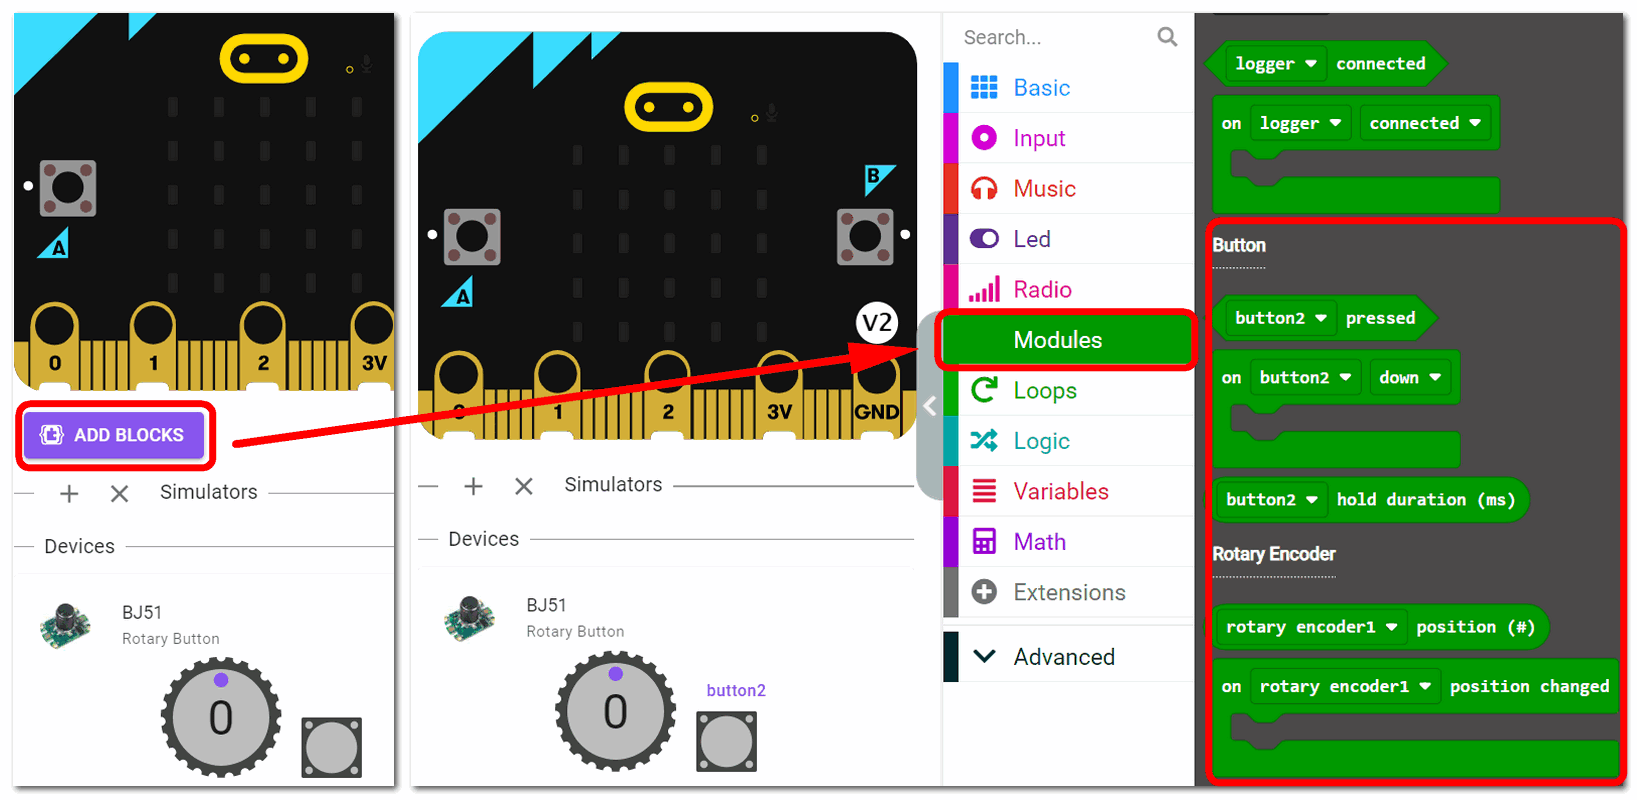 A
0
1
2
3V
ADD BLOCKS
Simulators
Devices
BJ51
Rotary Button
0
B
A
V2
0
1
2
3V
GND
Simulators
Devices
BJ51
Rotary Button
0
button2
Search...
Basic
Input
Music
Led
Radio
Modules
Loops
Logic
Variables
Math
Extensions
Advanced
logger connected
on logger connected
Button
button2 pressed
on button2 down
button2 hold duration (ms)
Rotary Encoder
rotary encoder1 position (#)
on rotary encoder1 position changed